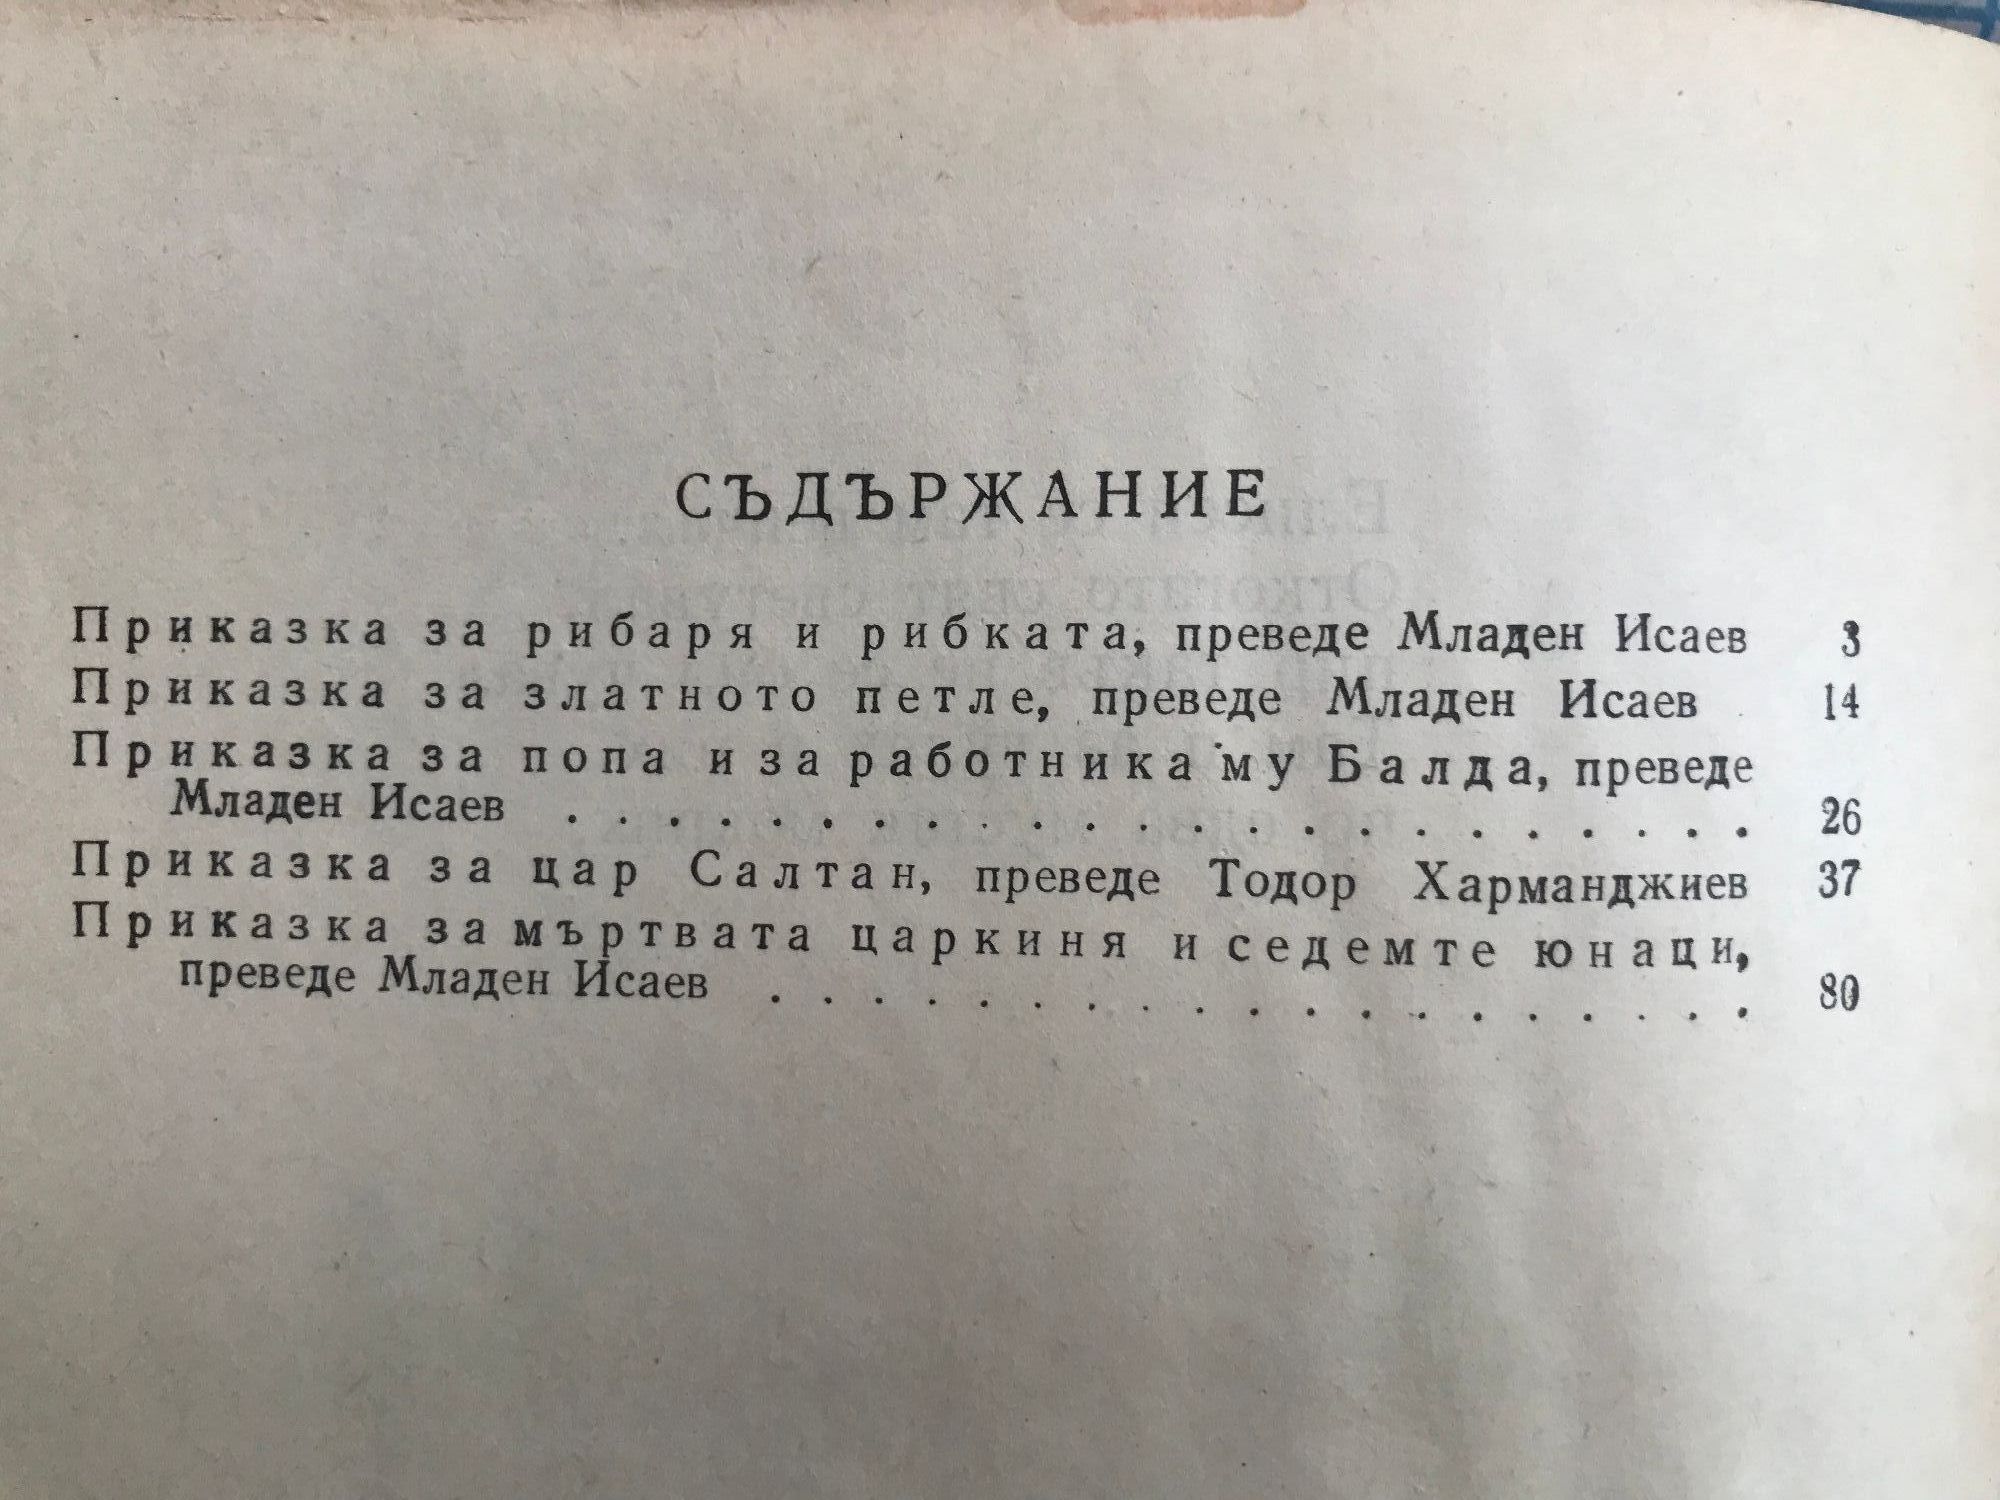 СЪДЪРЖАНИЕ
Приказка за рибаря и рибката, преведе Младен Исаев 3
Приказка за златното петле, преведе Младен Исаев . 14
Приказка за попа и за работника му Балда, преведе
Младен Исаев . . . . . . . . . . . . . . . . . . . . . . . 26
Приказка за цар Салтан, преведе Тодор Харманджиев 37
Приказка за мъртвата царкиня и седемте юнаци,
преведе Младен Исаев . . . . . . . . . . . . . . . . . . . 80